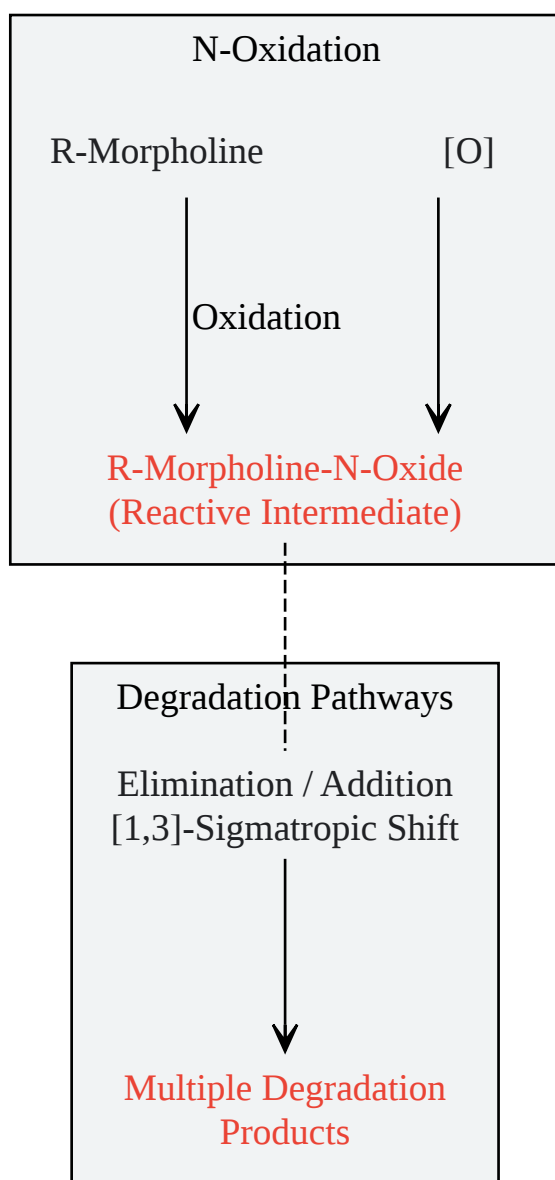 N-Oxidation
R-Morpholine
[O]
Oxidation
R-Morpholine-N-Oxide
(Reactive Intermediate)
Degradation Pathways
Elimination / Addition
[1,3]-Sigmatropic Shift
Multiple Degradation
Products